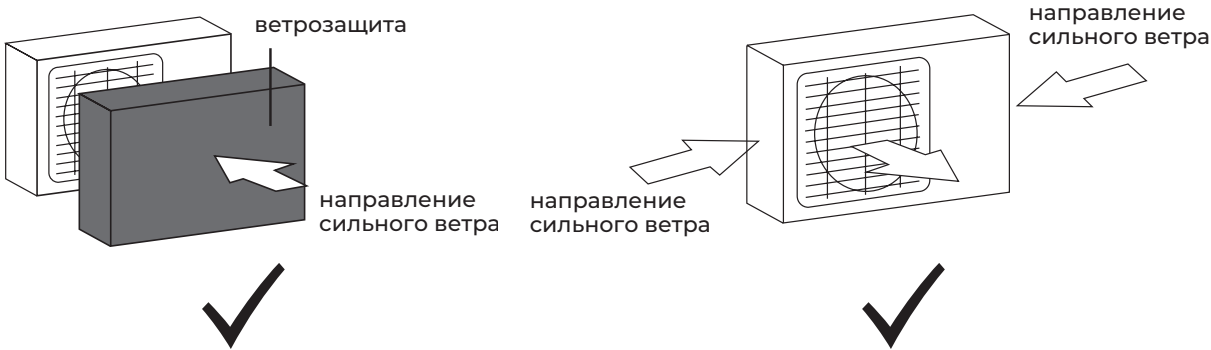 ветрозащита
направление
сильного ветра
направление
сильного ветра
направление
сильного ветра